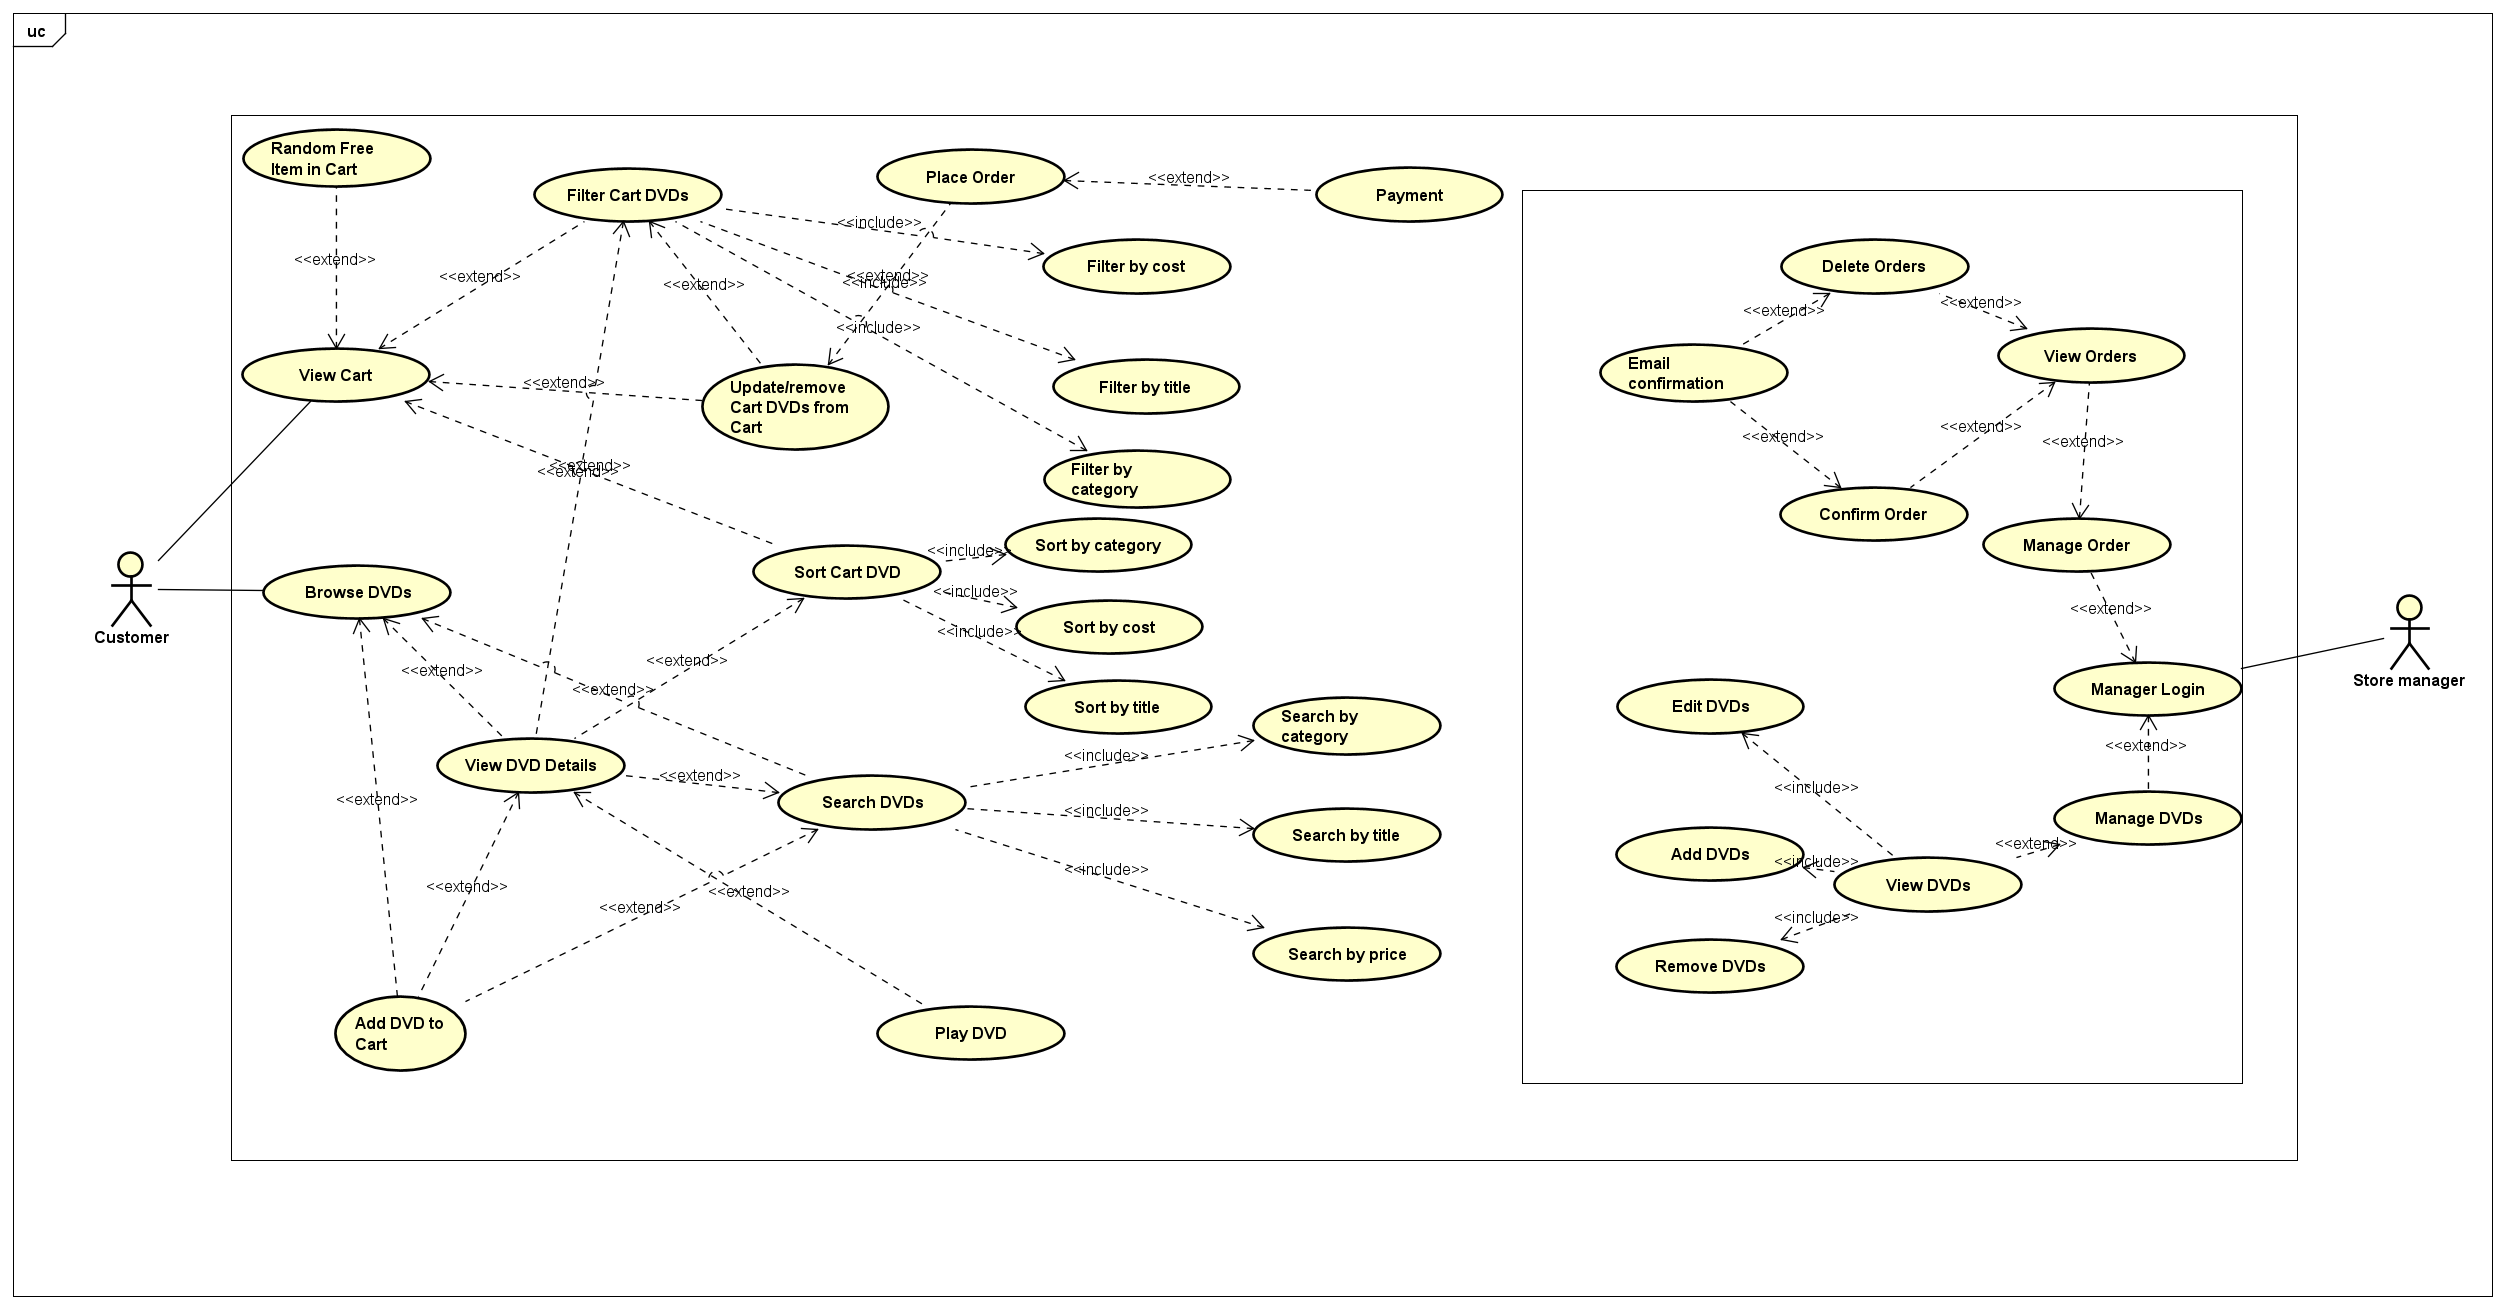 uc
Random Free
Item in Cart
Filter Cart DVDs
Place Order
<<extend>>
Payment
<<include>>
<<extend>>
<<extend>>
<<extend>>
<<extend>>
<<include>>
<<include>>
Filter by cost
View Cart
<<extend>>
Update/remove
Cart DVDs from
Cart
Filter by title
<<extend>>
<<extend>>
Filter by
category
Customer
Browse DVDs
Sort Cart DVD
<<include>>
Sort by category
<<include>>
Sort by cost
<<include>>
Sort by title
<<extend>>
<<extend>>
<<extend>>
View DVD Details
<<extend>>
Search DVDs
<<include>>
Search by
category
<<include>>
Search by title
<<include>>
Search by price
<<extend>>
<<extend>>
<<extend>>
<<extend>>
Add DVD to
Cart
Play DVD
Delete Orders
<<extend>>
<<extend>>
View Orders
Email
confirmation
<<extend>>
<<extend>>
<<extend>>
Confirm Order
Manage Order
<<extend>>
Manager Login
Store manager
<<extend>>
Edit DVDs
<<include>>
Manage DVDs
<<extend>>
Add DVDs
<<include>>
View DVDs
<<include>>
Remove DVDs